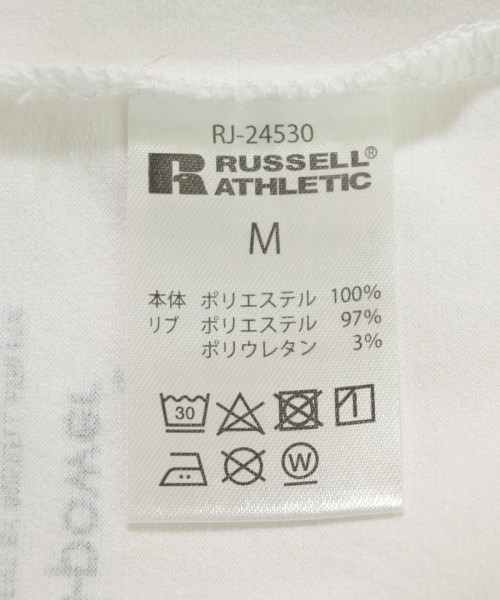 RJ-24530
RUSSELL®
ATHLETIC
M
本体 ポリエステル 100%
リブ ポリエステル 97%
ポリウレタン 3%
30
W